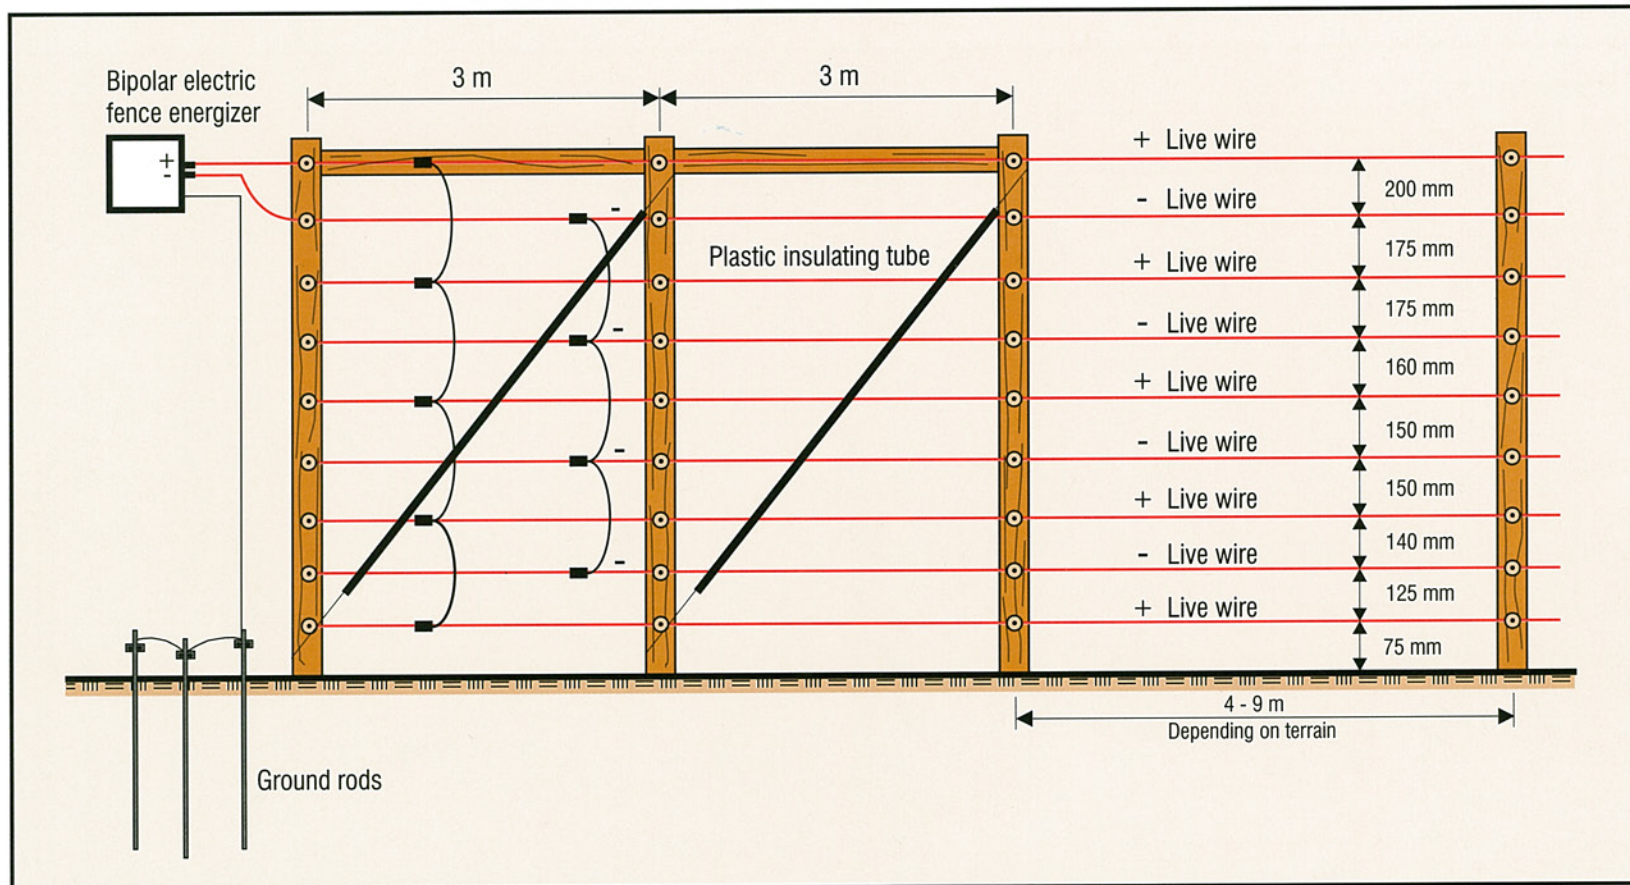 Bipolar electric
fence energizer
+
-
3 m
3 m
+ Live wire
200 mm
- Live wire
-
175 mm
Plastic insulating tube
+ Live wire
175 mm
- Live wire
-
160 mm
+ Live wire
150 mm
- Live wire
-
150 mm
+ Live wire
140 mm
- Live wire
-
125 mm
+ Live wire
75 mm
4 - 9 m
Depending on terrain
Ground rods